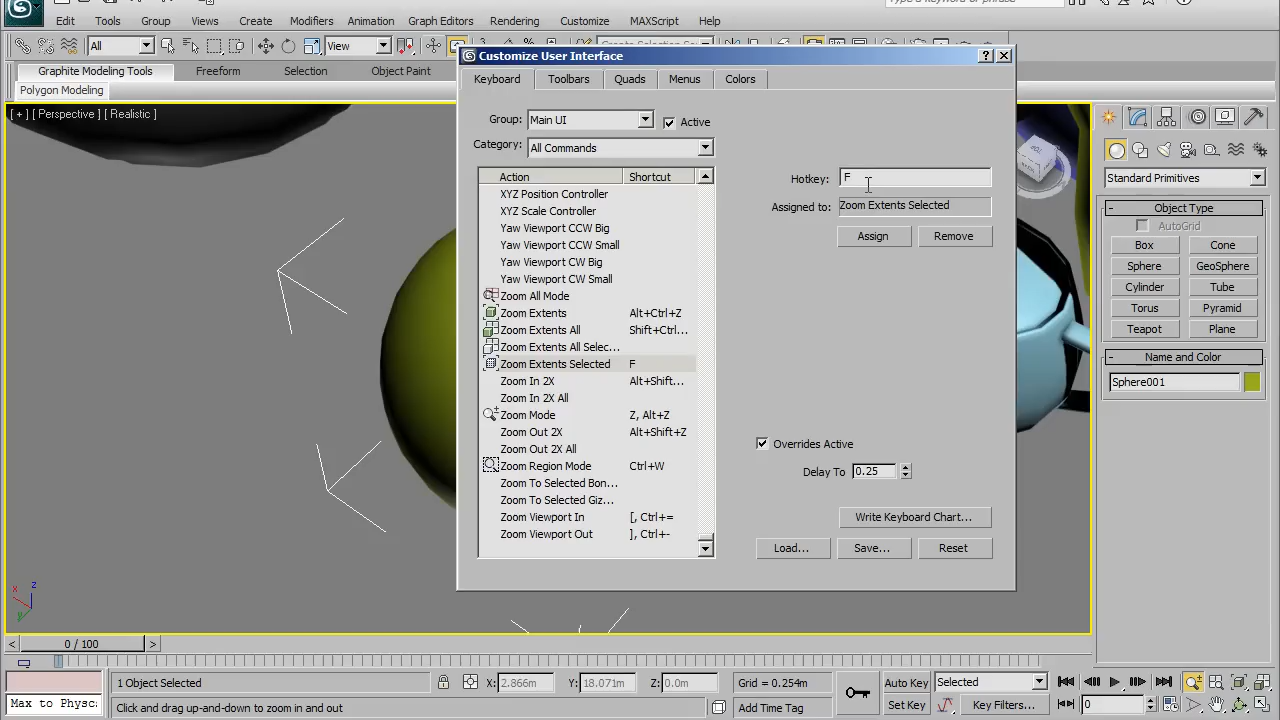 Type a keyword or phrase
Edit Tools Group Views Create Modifiers Animation Graph Editors Rendering Customize MAXScript Help
All View
Graphite Modeling Tools Freeform Selection Object Paint
Polygon Modeling
[ + ] [ Perspective ] [ Realistic ]
Customize User Interface
Keyboard Toolbars Quads Menus Colors
Group: Main UI Active
Category: All Commands
Action Shortcut
XYZ Position Controller
XYZ Scale Controller
Yaw Viewport CCW Big
Yaw Viewport CCW Small
Yaw Viewport CW Big
Yaw Viewport CW Small
Zoom All Mode
Zoom Extents Alt+Ctrl+Z
Zoom Extents All Shift+Ctrl...
Zoom Extents All Selec...
Zoom Extents Selected F
Zoom In 2X Alt+Shift...
Zoom In 2X All
Zoom Mode Z, Alt+Z
Zoom Out 2X Alt+Shift+Z
Zoom Out 2X All
Zoom Region Mode Ctrl+W
Zoom To Selected Bon...
Zoom To Selected Giz...
Zoom Viewport In [, Ctrl+=
Zoom Viewport Out ], Ctrl+-
Hotkey: F
Assigned to: Zoom Extents Selected
Assign Remove
Overrides Active
Delay To 0.25
Write Keyboard Chart...
Load... Save... Reset
Standard Primitives
- Object Type
AutoGrid
Box Cone
Sphere GeoSphere
Cylinder Tube
Torus Pyramid
Teapot Plane
- Name and Color
Sphere001
x z y
< 0 / 100 >
1 Object Selected X: 2.866m Y: 18.071m Z: 0.0m Grid = 0.254m Auto Key Selected
Max to Physc: Click and drag up-and-down to zoom in and out Add Time Tag Set Key Key Filters... 0